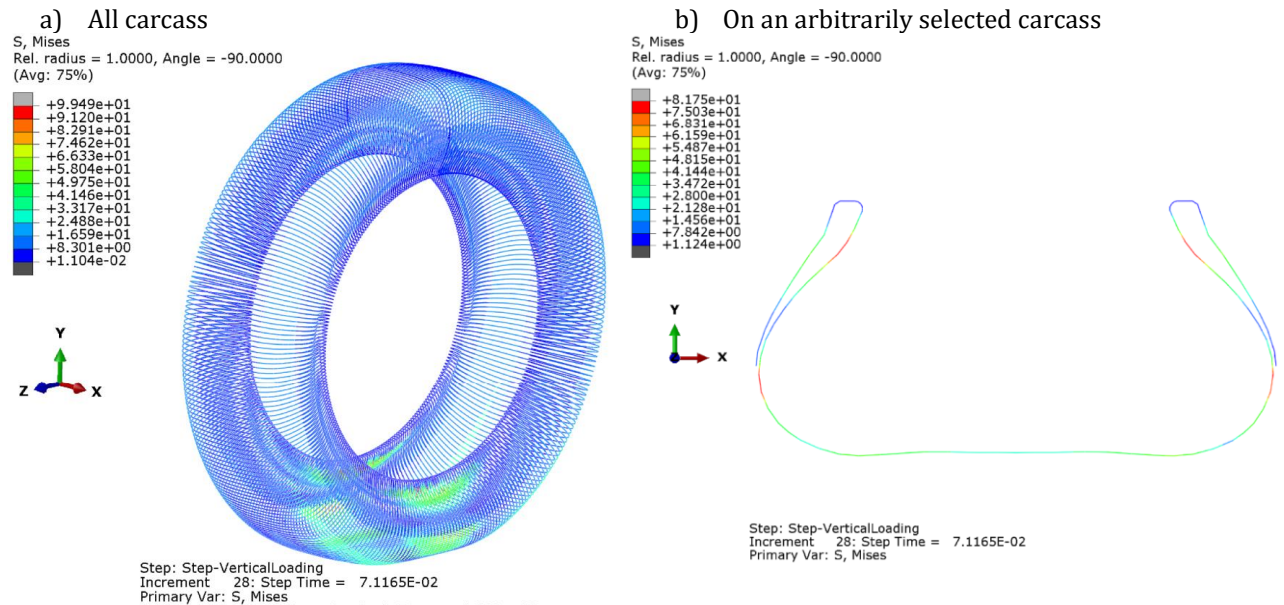 a) All carcass
S, Mises
Rel. radius = 1.0000, Angle = -90.0000
(Avg: 75%)
+9.949e+01
+9.120e+01
+8.291e+01
+7.462e+01
+6.633e+01
+5.804e+01
+4.975e+01
+4.146e+01
+3.317e+01
+2.488e+01
+1.659e+01
+8.301e+00
+1.104e-02
Y
Z X
Step: Step-VerticalLoading
Increment 28: Step Time = 7.1165E-02
Primary Var: S, Mises
b) On an arbitrarily selected carcass
S, Mises
Rel. radius = 1.0000, Angle = -90.0000
(Avg: 75%)
+8.175e+01
+7.503e+01
+6.831e+01
+6.159e+01
+5.487e+01
+4.815e+01
+4.144e+01
+3.472e+01
+2.800e+01
+2.128e+01
+1.456e+01
+7.842e+00
+1.124e+00
Y
X
Step: Step-VerticalLoading
Increment 28: Step Time = 7.1165E-02
Primary Var: S, Mises